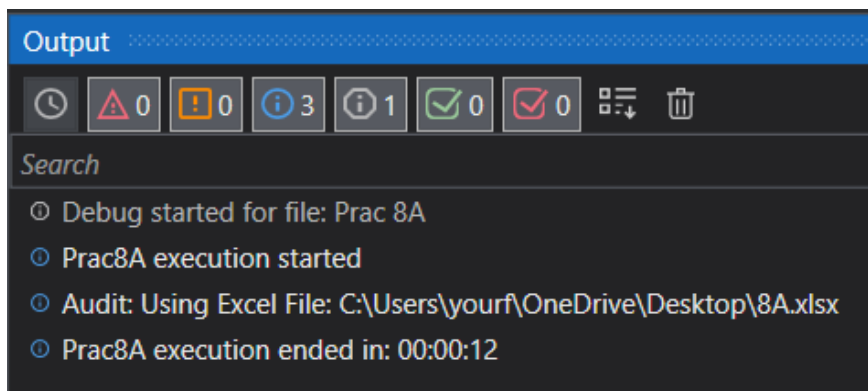 Output
0 0 3 1 0 0
Search
Debug started for file: Prac 8A
Prac8A execution started
Audit: Using Excel File: C:\Users\yourf\OneDrive\Desktop\8A.xlsx
Prac8A execution ended in: 00:00:12